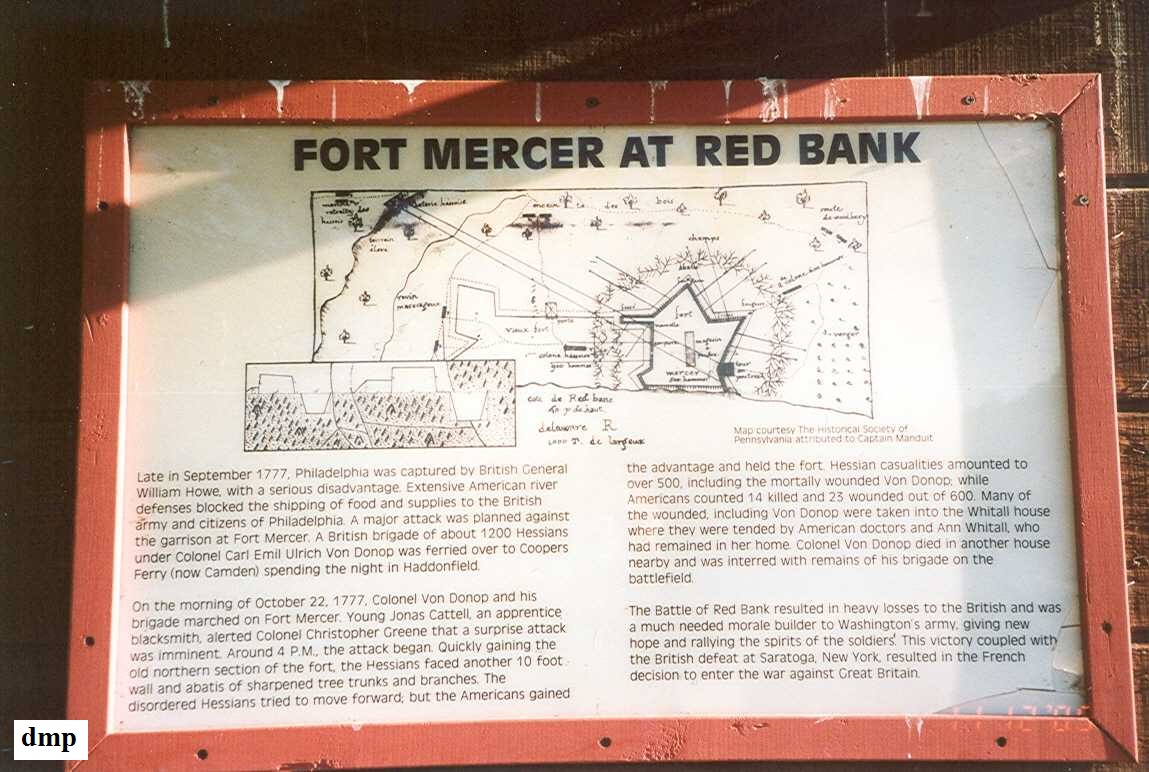 FORT MERCER AT RED BANK
colonie hessoise
des bois
champs
ravin
vieux fort
fort
verger
mercer
delaware R
Map courtesy The Historical Society of
Pennsylvania attributed to Captain Manduit
Late in September 1777, Philadelphia was captured by British General
William Howe, with a serious disadvantage. Extensive American river
defenses blocked the shipping of food and supplies to the British
army and citizens of Philadelphia. A major attack was planned against
the garrison at Fort Mercer. A British brigade of about 1200 Hessians
under Colonel Carl Emil Ulrich Von Donop was ferried over to Coopers
Ferry (now Camden) spending the night in Haddonfield.
On the morning of October 22, 1777, Colonel Von Donop and his
brigade marched on Fort Mercer. Young Jonas Cattell, an apprentice
blacksmith, alerted Colonel Christopher Greene that a surprise attack
was imminent. Around 4 P.M., the attack began. Quickly gaining the
old northern section of the fort, the Hessians faced another 10 foot
wall and abatis of sharpened tree trunks and branches. The
disordered Hessians tried to move forward; but the Americans gained
the advantage and held the fort. Hessian casualities amounted to
over 500, including the mortally wounded Von Donop; while
Americans counted 14 killed and 23 wounded out of 600. Many of
the wounded, including Von Donop were taken into the Whitall house
where they were tended by American doctors and Ann Whitall, who
had remained in her home. Colonel Von Donop died in another house
nearby and was interred with remains of his brigade on the
battlefield.
The Battle of Red Bank resulted in heavy losses to the British and was
a much needed morale builder to Washington's army, giving new
hope and rallying the spirits of the soldiers. This victory coupled with
the British defeat at Saratoga, New York, resulted in the French
decision to enter the war against Great Britain.
dmp